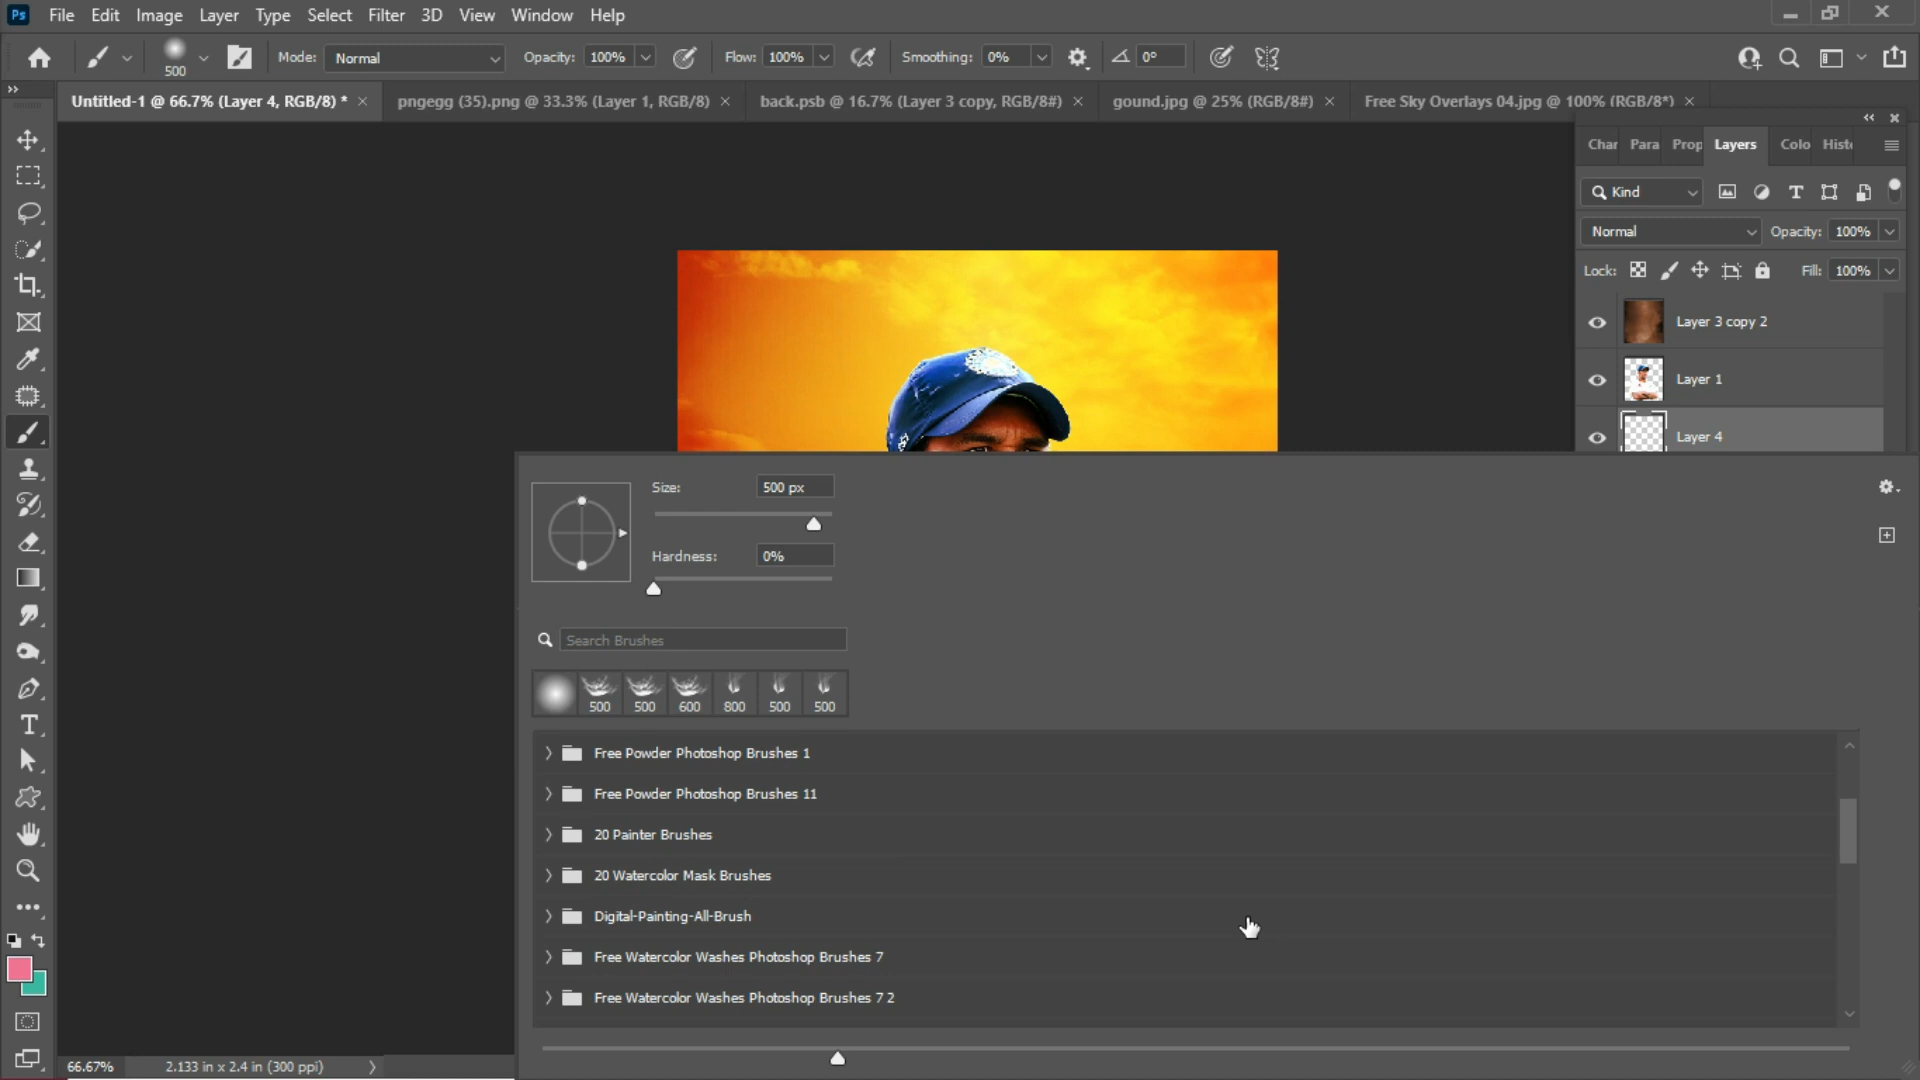 Ps File Edit Image Layer Type Select Filter 3D View Window Help
500 Mode: Normal Opacity: 100% Flow: 100% Smoothing: 0% 0°
Untitled-1 @ 66.7% (Layer 4, RGB/8) * pngegg (35).png @ 33.3% (Layer 1, RGB/8) back.psb @ 16.7% (Layer 3 copy, RGB/8#) gound.jpg @ 25% (RGB/8#) Free Sky Overlays 04.jpg @ 100% (RGB/8*)
Char Para Prop Layers Colo Histo
Kind
Normal Opacity: 100%
Lock: Fill: 100%
Layer 3 copy 2
Layer 1
Layer 4
Size: 500 px
Hardness: 0%
Search Brushes
500 500 600 800 500 500
Free Powder Photoshop Brushes 1
Free Powder Photoshop Brushes 11
20 Painter Brushes
20 Watercolor Mask Brushes
Digital-Painting-All-Brush
Free Watercolor Washes Photoshop Brushes 7
Free Watercolor Washes Photoshop Brushes 7 2
66.67% 2.133 in x 2.4 in (300 ppi)